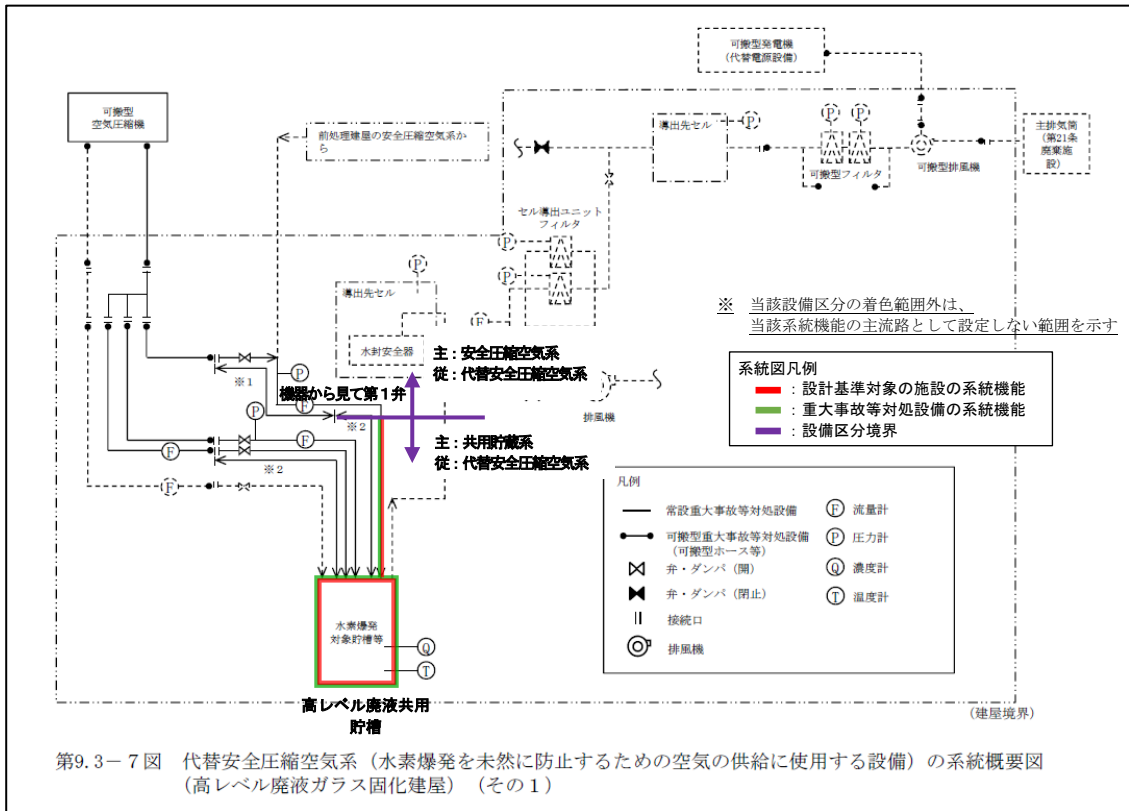 可搬型発電機
(代替電源設備)
可搬型
空気圧縮機
前処理建屋の安全圧縮空気系か
ら
導出先セル
P
P
P
主排気筒
(第21条
廃棄施
設)
可搬型フィルタ
可搬型排風機
セル導出ユニット
フィルタ
P
P
P
導出先セル
F
水封安全器
※ 当該設備区分の着色範囲外は、
当該系統機能の主流路として設定しない範囲を示す
主：安全圧縮空気系
従：代替安全圧縮空気系
系統図凡例
：設計基準対象の施設の系統機能
：重大事故等対処設備の系統機能
：設備区分境界
※1
P
機器から見て第1弁
F
P
※2
排風機
主：共用貯蔵系
従：代替安全圧縮空気系
F
F
※2
F
凡例
常設重大事故等対処設備
可搬型重大事故等対処設備
(可搬型ホース等)
弁・ダンパ（開）
弁・ダンパ（閉止）
接続口
排風機
F 流量計
P 圧力計
Q 濃度計
T 温度計
水素爆発
対象貯槽等
Q
T
高レベル廃液共用
貯槽
(建屋境界)
第9.3－7図 代替安全圧縮空気系（水素爆発を未然に防止するための空気の供給に使用する設備）の系統概要図
（高レベル廃液ガラス固化建屋）（その1）